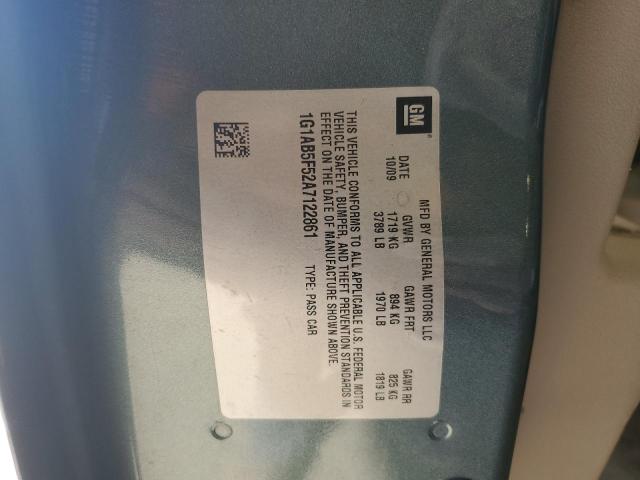 GM
MFD BY GENERAL MOTORS LLC
DATE GVWR GAWR FRT GAWR RR
10/09 1719 KG 894 KG 825 KG
3789 LB 1970 LB 1819 LB
THIS VEHICLE CONFORMS TO ALL APPLICABLE U.S. FEDERAL MOTOR
VEHICLE SAFETY, BUMPER, AND THEFT PREVENTION STANDARDS IN
EFFECT ON THE DATE OF MANUFACTURE SHOWN ABOVE.
1G1AB5F52A7122861 TYPE: PASS CAR